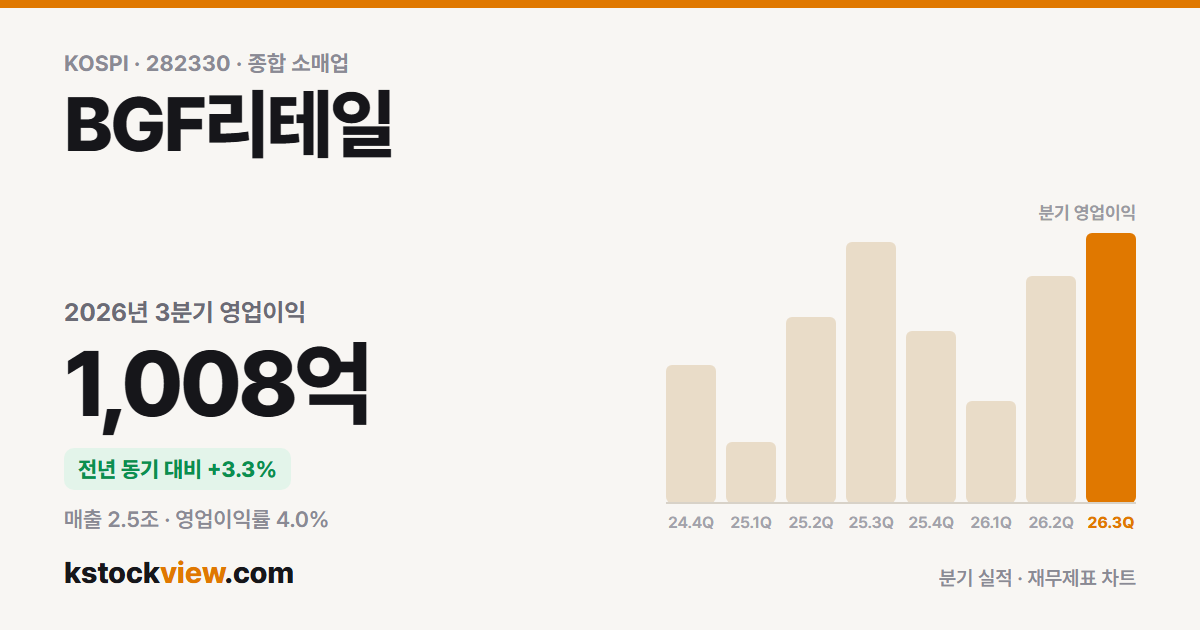 KOSPI · 282330 · 종합 소매업
BGF리테일
분기 영업이익
2026년 3분기 영업이익
1,008억
전년 동기 대비 +3.3%
매출 2.5조 · 영업이익률 4.0%
24.4Q 25.1Q 25.2Q 25.3Q 25.4Q 26.1Q 26.2Q 26.3Q
kstockview.com
분기 실적 · 재무제표 차트